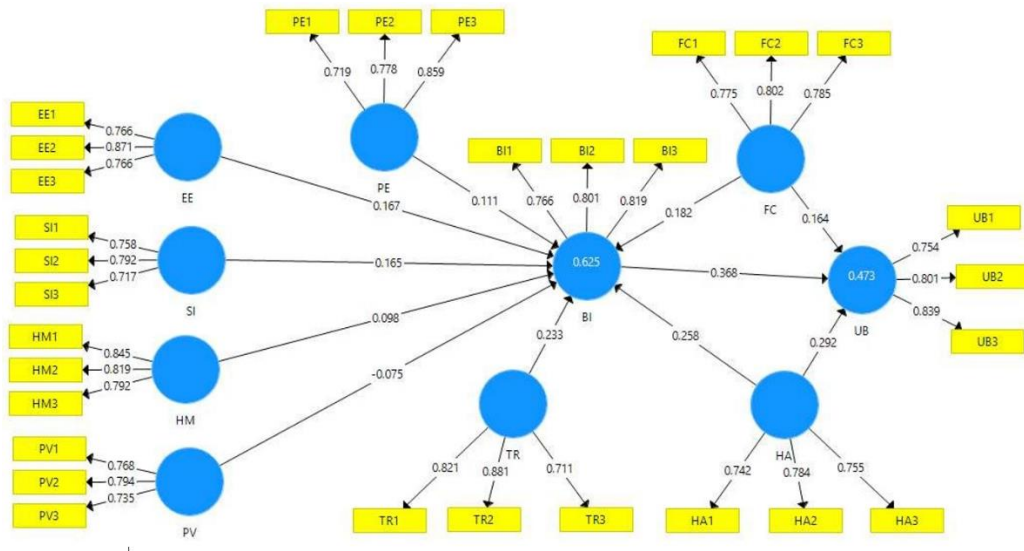 PE1
PE2
PE3
0.719
0.778
0.859
PE
FC1
FC2
FC3
0.775
0.802
0.785
FC
EE1
EE2
EE3
0.766
0.871
0.766
EE
BI1
BI2
BI3
0.766
0.801
0.819
0.625
BI
0.111
0.167
0.182
0.164
SI1
SI2
SI3
0.758
0.792
0.717
SI
0.165
0.368
UB1
UB2
UB3
0.754
0.801
0.839
0.473
UB
HM1
HM2
HM3
0.845
0.819
0.792
HM
0.098
-0.075
0.233
0.258
0.292
PV1
PV2
PV3
0.768
0.794
0.735
PV
TR
0.821
0.881
0.711
TR1
TR2
TR3
HA
0.742
0.784
0.755
HA1
HA2
HA3